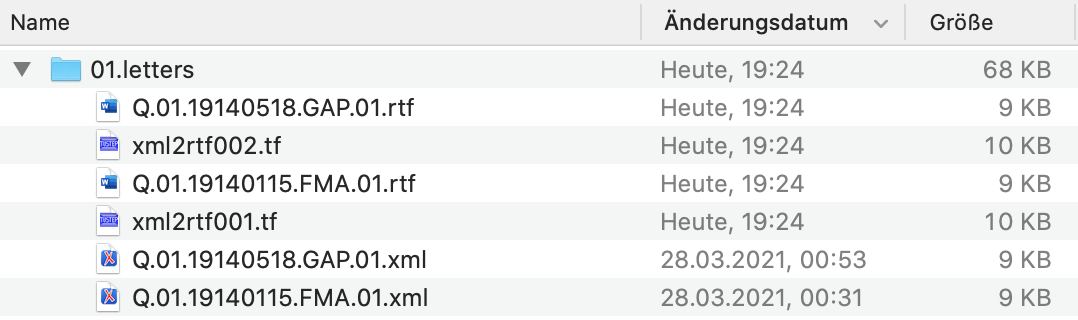 Name Änderungsdatum Größe
01.letters Heute, 19:24 68 KB
Q.01.19140518.GAP.01.rtf Heute, 19:24 9 KB
xml2rtf002.tf Heute, 19:24 10 KB
Q.01.19140115.FMA.01.rtf Heute, 19:24 9 KB
xml2rtf001.tf Heute, 19:24 10 KB
Q.01.19140518.GAP.01.xml 28.03.2021, 00:53 9 KB
Q.01.19140115.FMA.01.xml 28.03.2021, 00:31 9 KB